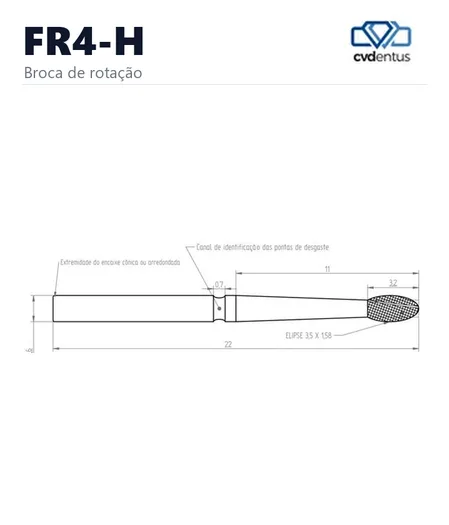 FR4-H
Broca de rotação
cvdentus
Canal de identificação das pontas de desgaste
Extremidade do encaixe cônica ou arredondada
11
0,7
3,2
ELIPSE 3,5 X 1,58
22